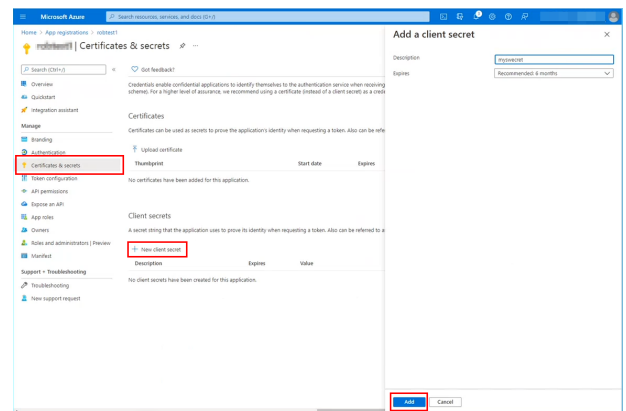 Microsoft Azure
Search resources, services, and docs (G+/)
Home > App registrations > robtest1
| Certificates & secrets
Search (Ctrl+/)
Overview
Quickstart
Integration assistant
Manage
Branding
Authentication
Certificates & secrets
Token configuration
API permissions
Expose an API
App roles
Owners
Roles and administrators | Preview
Manifest
Support + Troubleshooting
Troubleshooting
New support request
Got feedback?
Credentials enable confidential applications to identify themselves to the authentication service when receiving
scheme). For a higher level of assurance, we recommend using a certificate (instead of a client secret) as a crede
Certificates
Certificates can be used as secrets to prove the application's identity when requesting a token. Also can be refe
Upload certificate
Thumbprint Start date Expires
No certificates have been added for this application.
Client secrets
A secret string that the application uses to prove its identity when requesting a token. Also can be referred to a
New client secret
Description Expires Value
No client secrets have been created for this application.
Add a client secret
Description
myswecret
Expires
Recommended: 6 months
Add Cancel